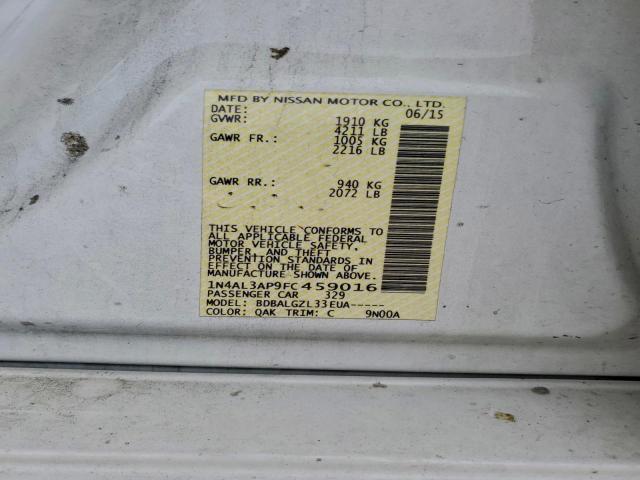 MFD BY NISSAN MOTOR CO., LTD.
DATE: 06/15
GVWR: 1910 KG
4211 LB
GAWR FR.: 1005 KG
2216 LB
GAWR RR.: 940 KG
2072 LB
THIS VEHICLE CONFORMS TO
ALL APPLICABLE FEDERAL
MOTOR VEHICLE SAFETY,
BUMPER, AND THEFT
PREVENTION STANDARDS IN
EFFECT ON THE DATE OF
MANUFACTURE SHOWN ABOVE.
1N4AL3AP9FC459016
PASSENGER CAR 329
MODEL: BDBALGZL33EUA-----
COLOR: QAK TRIM: C 9N00A